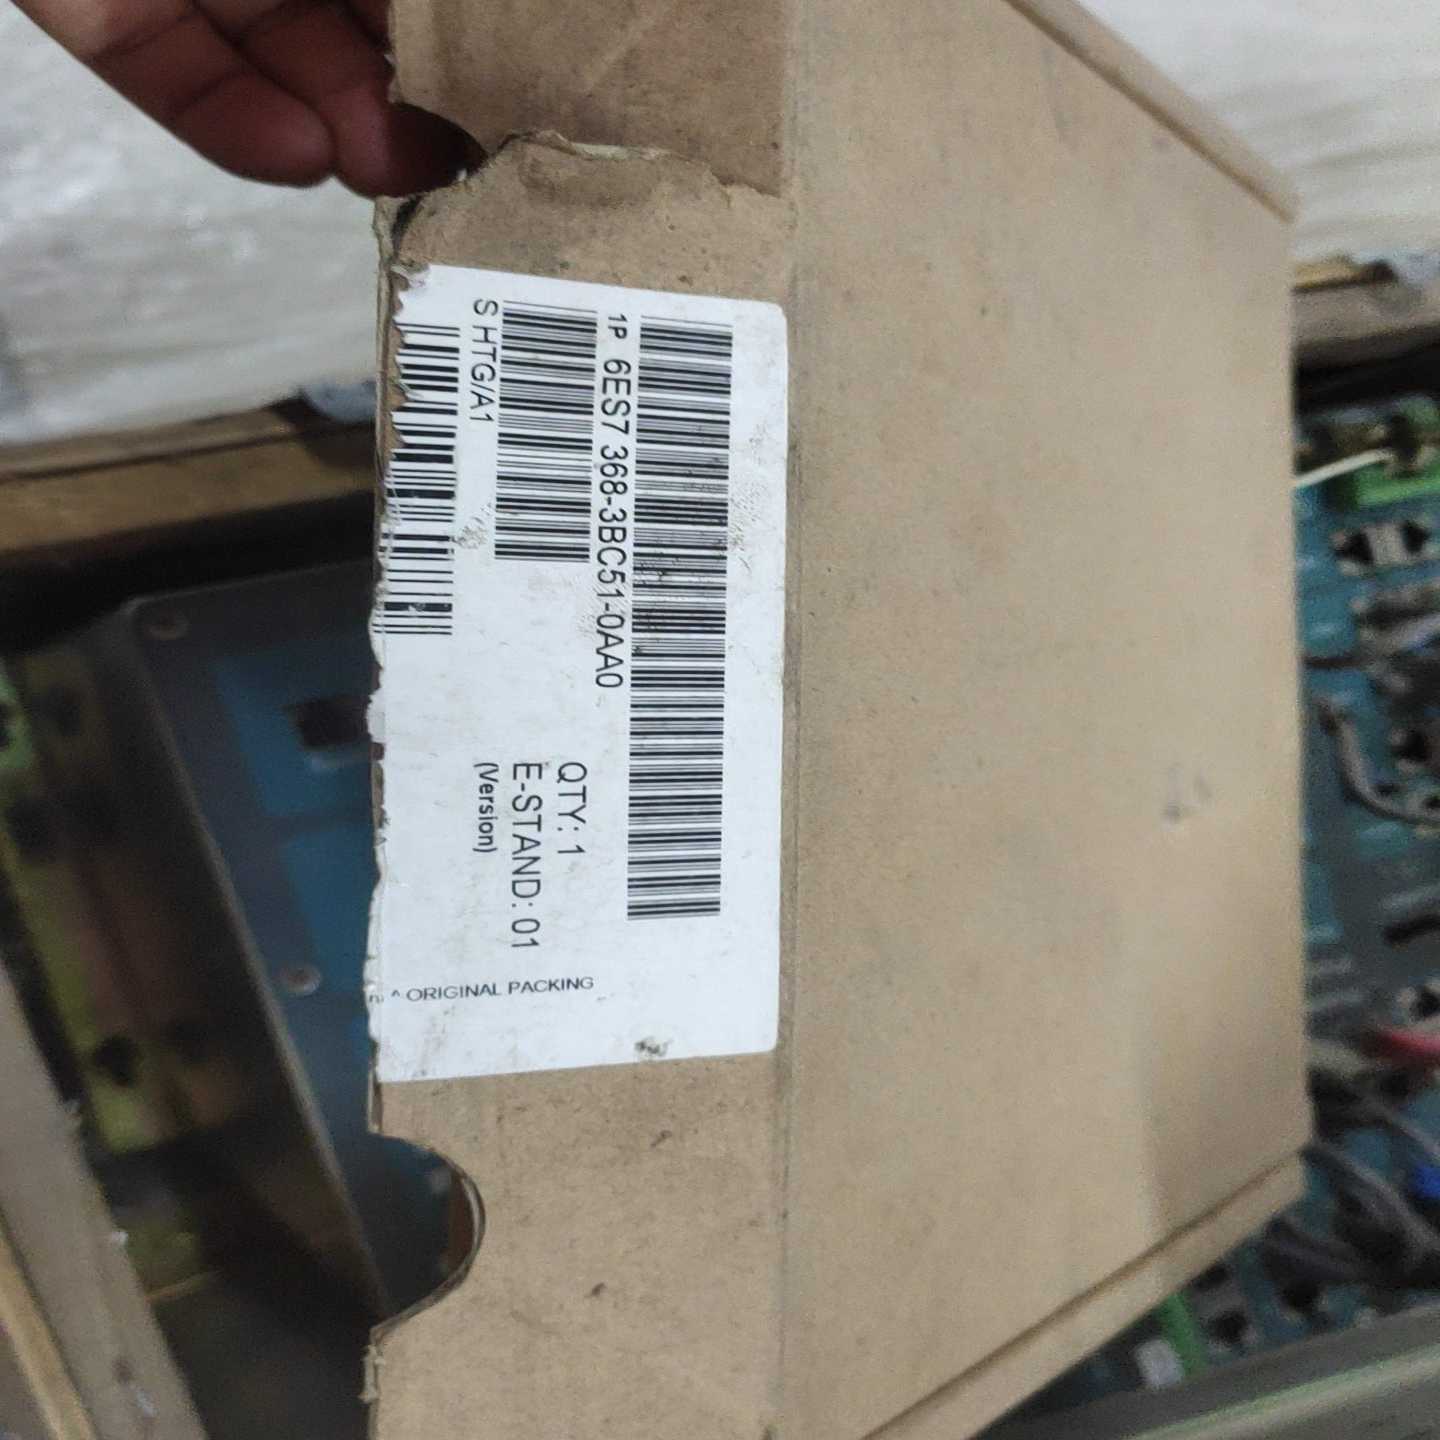 1P 6ES7 368-3BC51-0AA0
S HTG/A1
QTY: 1
E-STAND: 01
(Version)
ORIGINAL PACKING